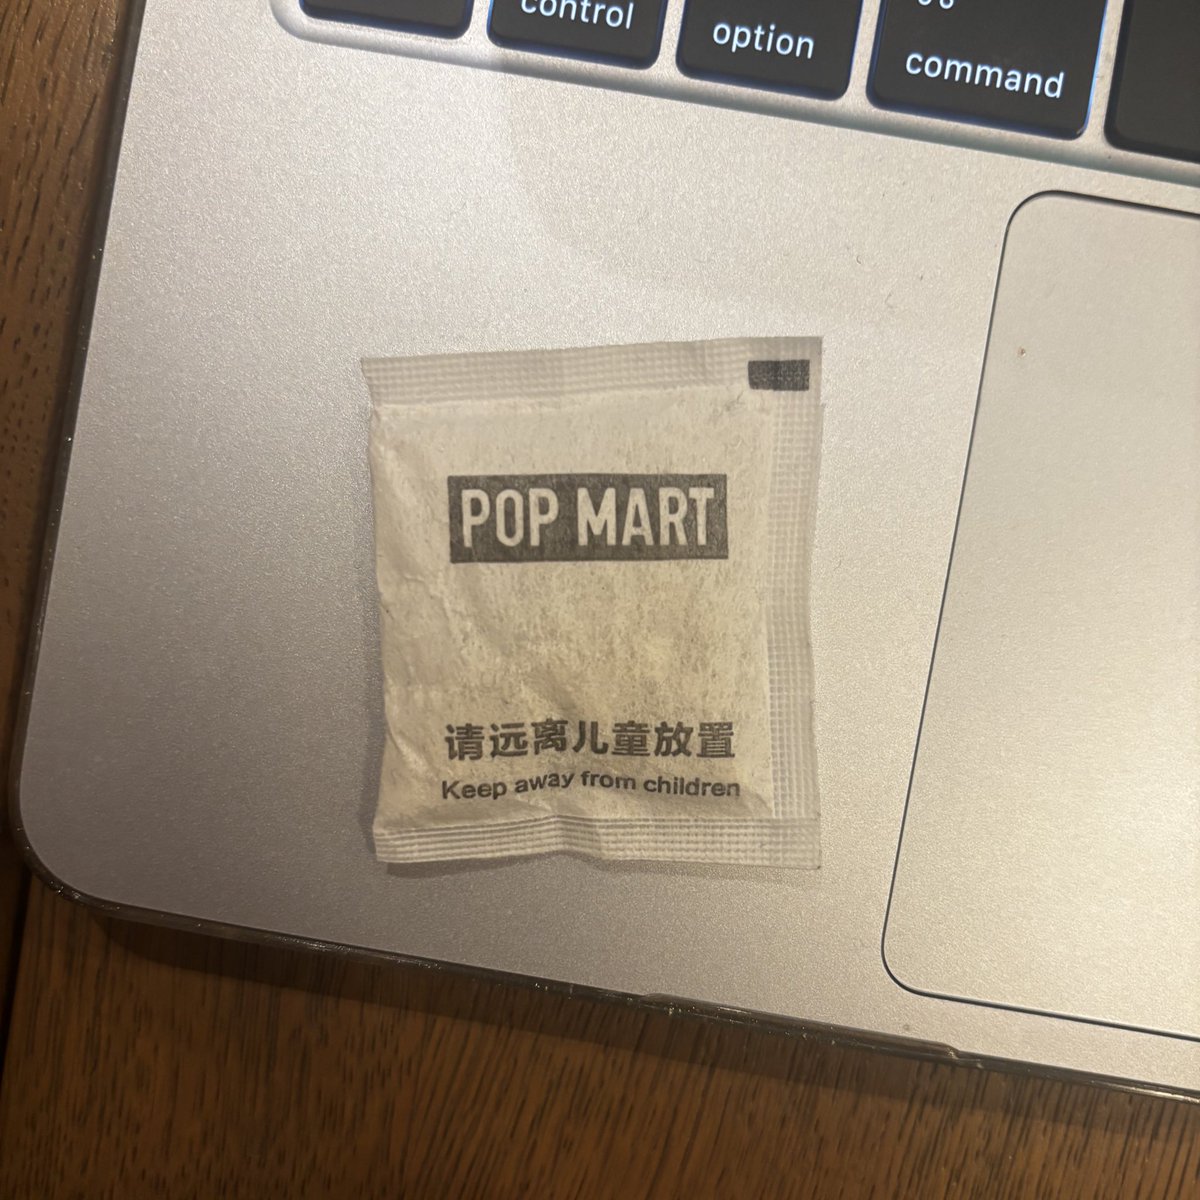 control
option
command
POP MART
请远离儿童放置
Keep away from children